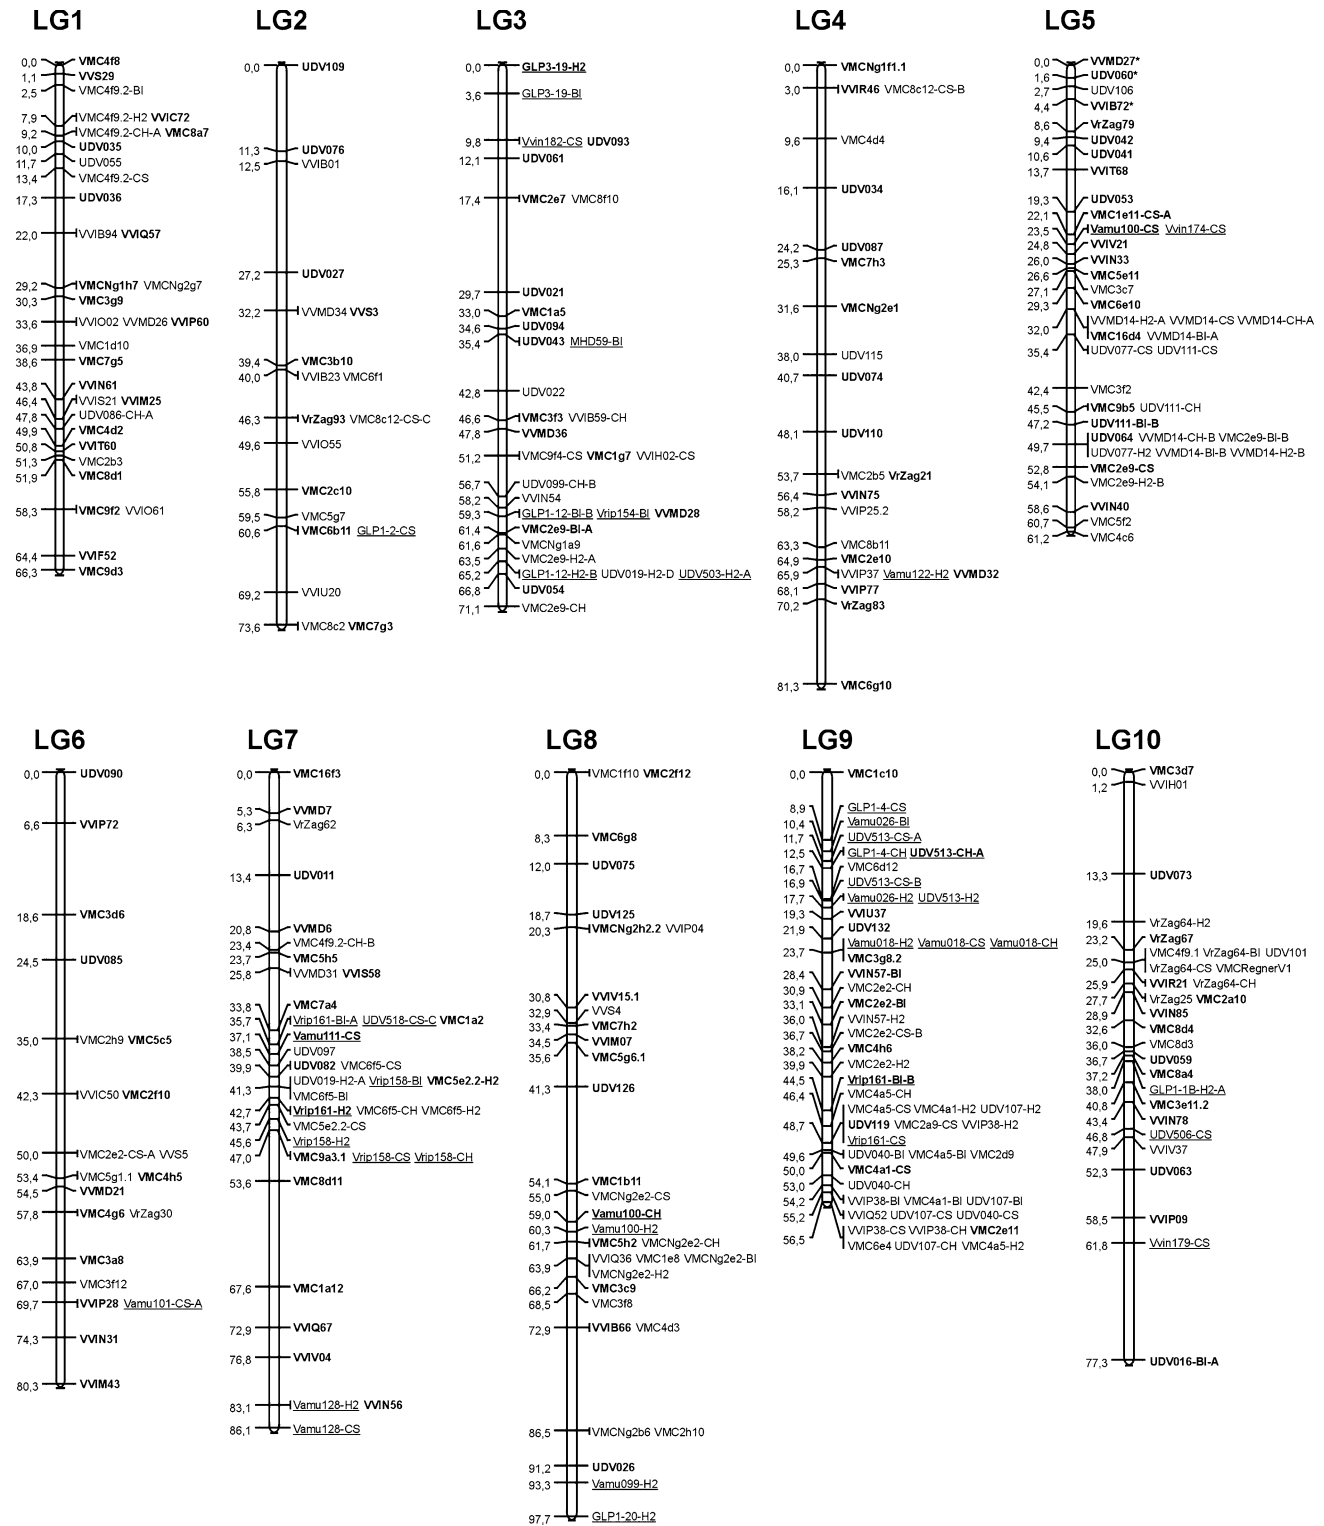 LG1
0,0 VMC4f8
1,1 VVS29
2,5 VMC4f9.2-BI
7,9 VMC4f9.2-H2 VVIC72
9,2 VMC4f9.2-CH-A VMC8a7
10,0 UDV035
11,7 UDV055
13,4 VMC4f9.2-CS
17,3 UDV036
22,0 VVIB94 VVIQ57
29,2 VMCNg1h7 VMCNg2g7
30,3 VMC3g9
33,6 VVIO02 VVMD26 VVIP60
36,9 VMC1d10
38,6 VMC7g5
43,8 VVIN61
46,4 VVIS21 VVIM25
47,8 UDV086-CH-A
49,9 VMC4d2
50,8 VVIT60
51,3 VMC2b3
51,9 VMC8d1
58,3 VMC9f2 VVIO61
64,4 VVIF52
66,3 VMC9d3
LG2
0,0 UDV109
11,3 UDV076
12,5 VVIB01
27,2 UDV027
32,2 VVMD34 VVS3
39,4 VMC3b10
40,0 VVIB23 VMC6f1
46,3 VrZag93 VMC8c12-CS-C
49,6 VVIO55
55,8 VMC2c10
59,5 VMC5g7
60,6 VMC6b11 GLP1-2-CS
69,2 VVIU20
73,6 VMC8c2 VMC7g3
LG3
0,0 GLP3-19-H2
3,6 GLP3-19-BI
9,8 Vvin182-CS UDV093
12,1 UDV061
17,4 VMC2e7 VMC8f10
29,7 UDV021
33,0 VMC1a5
34,6 UDV094
35,4 UDV043 MHD59-BI
42,8 UDV022
46,6 VMC3f3 VVIB59-CH
47,8 VVMD36
51,2 VMC9f4-CS VMC1g7 VVIH02-CS
56,7 UDV099-CH-B
58,2 VVIN54
59,3 GLP1-12-BI-B Vrip154-BI VVMD28
61,4 VMC2e9-BI-A
61,6 VMCNg1a9
63,5 VMC2e9-H2-A
65,2 GLP1-12-H2-B UDV019-H2-D UDV503-H2-A
66,8 UDV054
71,1 VMC2e9-CH
LG4
0,0 VMCNg1f1.1
3,0 VVIR46 VMC8c12-CS-B
9,6 VMC4d4
16,1 UDV034
24,2 UDV087
25,3 VMC7h3
31,6 VMCNg2e1
38,0 UDV115
40,7 UDV074
48,1 UDV110
53,7 VMC2b5 VrZag21
56,4 VVIN75
58,2 VVIP25.2
63,3 VMC8b11
64,9 VMC2e10
65,9 VVIP37 Vamu122-H2 VVMD32
68,1 VVIP77
70,2 VrZag83
81,3 VMC6g10
LG5
0,0 VVMD27*
1,6 UDV060*
2,7 UDV106
4,4 VVIB72*
8,6 VrZag79
9,4 UDV042
10,6 UDV041
13,7 VVIT68
19,3 UDV053
22,1 VMC1e11-CS-A
23,5 Vamu100-CS Vvin174-CS
24,8 VVIV21
26,0 VVIN33
26,6 VMC5e11
27,1 VMC3c7
29,3 VMC6e10
32,0 VVMD14-H2-A VVMD14-CS VVMD14-CH-A
VMC16d4 VVMD14-BI-A
35,4 UDV077-CS UDV111-CS
42,4 VMC3f2
45,5 VMC9b5 UDV111-CH
47,2 UDV111-BI-B
49,7 UDV064 VVMD14-CH-B VMC2e9-BI-B
UDV077-H2 VVMD14-BI-B VVMD14-H2-B
52,8 VMC2e9-CS
54,1 VMC2e9-H2-B
58,6 VVIN40
60,7 VMC5f2
61,2 VMC4c6
LG6
0,0 UDV090
6,6 VVIP72
18,6 VMC3d6
24,5 UDV085
35,0 VMC2h9 VMC5c5
42,3 VVIC50 VMC2f10
50,0 VMC2e2-CS-A VVS5
53,4 VMC5g1.1 VMC4h5
54,5 VVMD21
57,8 VMC4g6 VrZag30
63,9 VMC3a8
67,0 VMC3f12
69,7 VVIP28 Vamu101-CS-A
74,3 VVIN31
80,3 VVIM43
LG7
0,0 VMC16f3
5,3 VVMD7
6,3 VrZag62
13,4 UDV011
20,8 VVMD6
23,4 VMC4f9.2-CH-B
23,7 VMC5h5
25,8 VVMD31 VVIS58
33,8 VMC7a4
35,7 Vrip161-BI-A UDV518-CS-C VMC1a2
37,1 Vamu111-CS
38,5 UDV097
39,9 UDV082 VMC6f5-CS
41,3 UDV019-H2-A Vrip158-BI VMC5e2.2-H2
VMC6f5-BI
42,7 Vrip161-H2 VMC6f5-CH VMC6f5-H2
43,7 VMC5e2.2-CS
45,6 Vrip158-H2
47,0 VMC9a3.1 Vrip158-CS Vrip158-CH
53,6 VMC8d11
67,6 VMC1a12
72,9 VVIQ67
76,8 VVIV04
83,1 Vamu128-H2 VVIN56
86,1 Vamu128-CS
LG8
0,0 VMC1f10 VMC2f12
8,3 VMC6g8
12,0 UDV075
18,7 UDV125
20,3 VMCNg2h2.2 VVIP04
30,8 VVIV15.1
32,9 VVS4
33,4 VMC7h2
34,5 VVIM07
35,6 VMC5g6.1
41,3 UDV126
54,1 VMC1b11
55,0 VMCNg2e2-CS
59,0 Vamu100-CH
60,3 Vamu100-H2
61,7 VMC5h2 VMCNg2e2-CH
63,9 VVIQ36 VMC1e8 VMCNg2e2-BI
VMCNg2e2-H2
66,2 VMC3c9
68,5 VMC3f8
72,9 VVIB66 VMC4d3
86,5 VMCNg2b6 VMC2h10
91,2 UDV026
93,3 Vamu099-H2
97,7 GLP1-20-H2
LG9
0,0 VMC1c10
8,9 GLP1-4-CS
10,4 Vamu026-BI
11,7 UDV513-CS-A
12,5 GLP1-4-CH UDV513-CH-A
16,7 VMC6d12
16,9 UDV513-CS-B
17,7 Vamu026-H2 UDV513-H2
19,3 VVIU37
21,9 UDV132
23,7 Vamu018-H2 Vamu018-CS Vamu018-CH
VMC3g8.2
28,4 VVIN57-BI
30,9 VMC2e2-CH
33,1 VMC2e2-BI
36,0 VVIN57-H2
36,7 VMC2e2-CS-B
38,2 VMC4h6
39,9 VMC2e2-H2
44,5 Vrip161-BI-B
46,4 VMC4a5-CH
48,7 VMC4a5-CS VMC4a1-H2 UDV107-H2
UDV119 VMC2a9-CS VVIP38-H2
Vrip161-CS
49,6 UDV040-BI VMC4a5-BI VMC2d9
50,0 VMC4a1-CS
53,0 UDV040-CH
54,2 VVIP38-BI VMC4a1-BI UDV107-BI
55,2 VVIQ52 UDV107-CS UDV040-CS
56,5 VVIP38-CS VVIP38-CH VMC2e11
VMC6e4 UDV107-CH VMC4a5-H2
LG10
0,0 VMC3d7
1,2 VVIH01
13,3 UDV073
19,6 VrZag64-H2
23,2 VrZag67
25,0 VMC4f9.1 VrZag64-BI UDV101
VrZag64-CS VMCRegnerV1
25,9 VVIR21 VrZag64-CH
27,7 VrZag25 VMC2a10
28,9 VVIN85
32,6 VMC8d4
36,0 VMC8d3
36,7 UDV059
37,2 VMC8a4
38,0 GLP1-1B-H2-A
40,8 VMC3e11.2
43,4 VVIN78
46,8 UDV506-CS
47,9 VVIV37
52,3 UDV063
58,5 VVIP09
61,8 Vvin179-CS
77,3 UDV016-BI-A